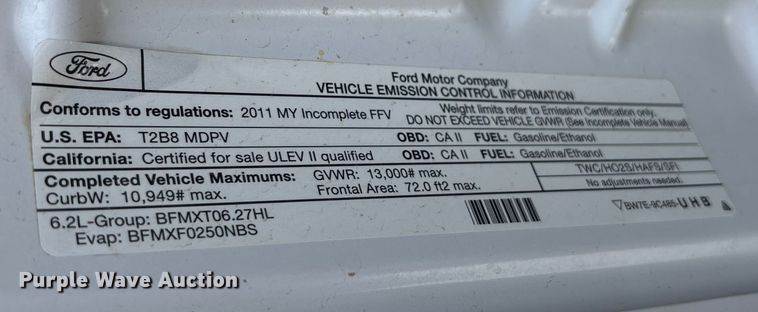 Ford
Ford Motor Company
VEHICLE EMISSION CONTROL INFORMATION
Conforms to regulations: 2011 MY Incomplete FFV
Weight limits refer to Emission Certification only.
DO NOT EXCEED VEHICLE GVWR (See Incomplete Vehicle Manual)
U.S. EPA: T2B8 MDPV OBD: CA II FUEL: Gasoline/Ethanol
California: Certified for sale ULEV II qualified OBD: CA II FUEL: Gasoline/Ethanol
Completed Vehicle Maximums: GVWR: 13,000# max.
CurbW: 10,949# max. Frontal Area: 72.0 ft2 max.
TWC/HO2S/HAFS/SFI
No adjustments needed.
6.2L-Group: BFMXT06.27HL
Evap: BFMXF0250NBS
BW7E-9C485-UHB
Purple Wave Auction